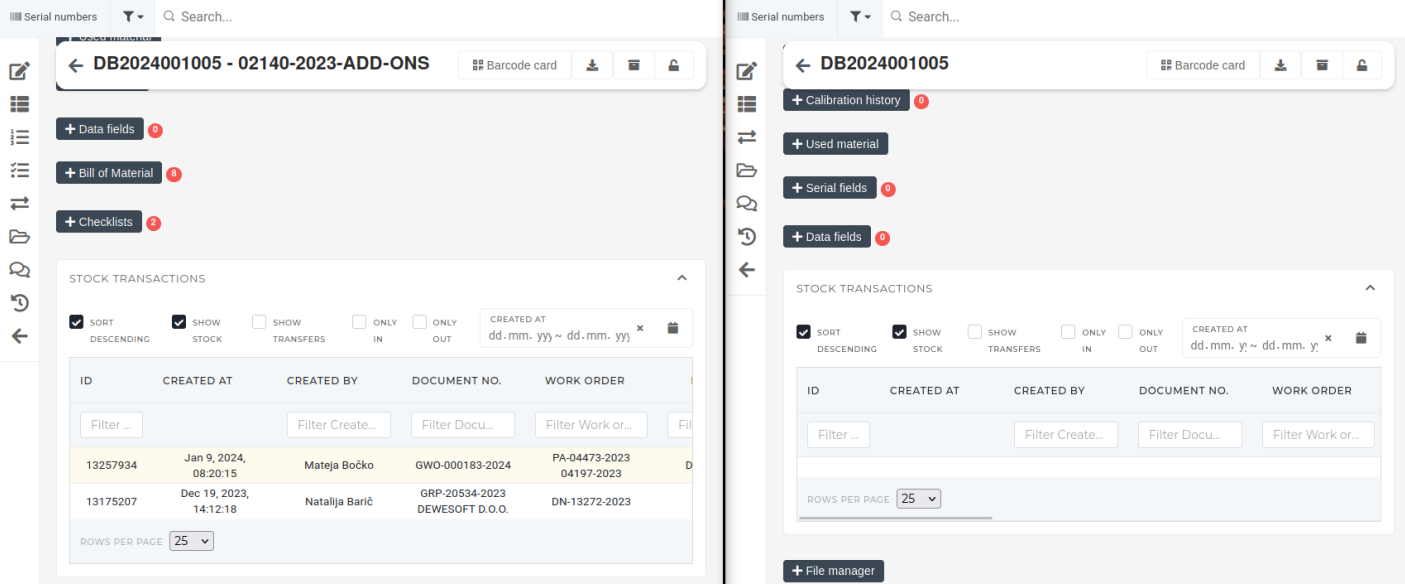 Serial numbers
Search...
Used material
DB2024001005 - 02140-2023-ADD-ONS
Barcode card
Data fields 0
Bill of Material 8
Checklists 2
STOCK TRANSACTIONS
SORT DESCENDING
SHOW STOCK
SHOW TRANSFERS
ONLY IN
ONLY OUT
CREATED AT
dd.mm. yyy ~ dd.mm. yyy
ID CREATED AT CREATED BY DOCUMENT NO. WORK ORDER
Filter ... Filter Create... Filter Docu... Filter Work or... Fil
13257934 Jan 9, 2024, 08:20:15 Mateja Bočko GWO-000183-2024 PA-04473-2023 04197-2023 D
13175207 Dec 19, 2023, 14:12:18 Natalija Barič GRP-20534-2023 DEWESOFT D.O.O. DN-13272-2023
ROWS PER PAGE 25
Serial numbers
Search...
DB2024001005
Barcode card
Calibration history 0
Used material
Serial fields 0
Data fields 0
STOCK TRANSACTIONS
SORT DESCENDING
SHOW STOCK
SHOW TRANSFERS
ONLY IN
ONLY OUT
CREATED AT
dd.mm. y ~ dd.mm. y
ID CREATED AT CREATED BY DOCUMENT NO. WORK ORDER
Filter ... Filter Create... Filter Docu... Filter Work or...
ROWS PER PAGE 25
File manager